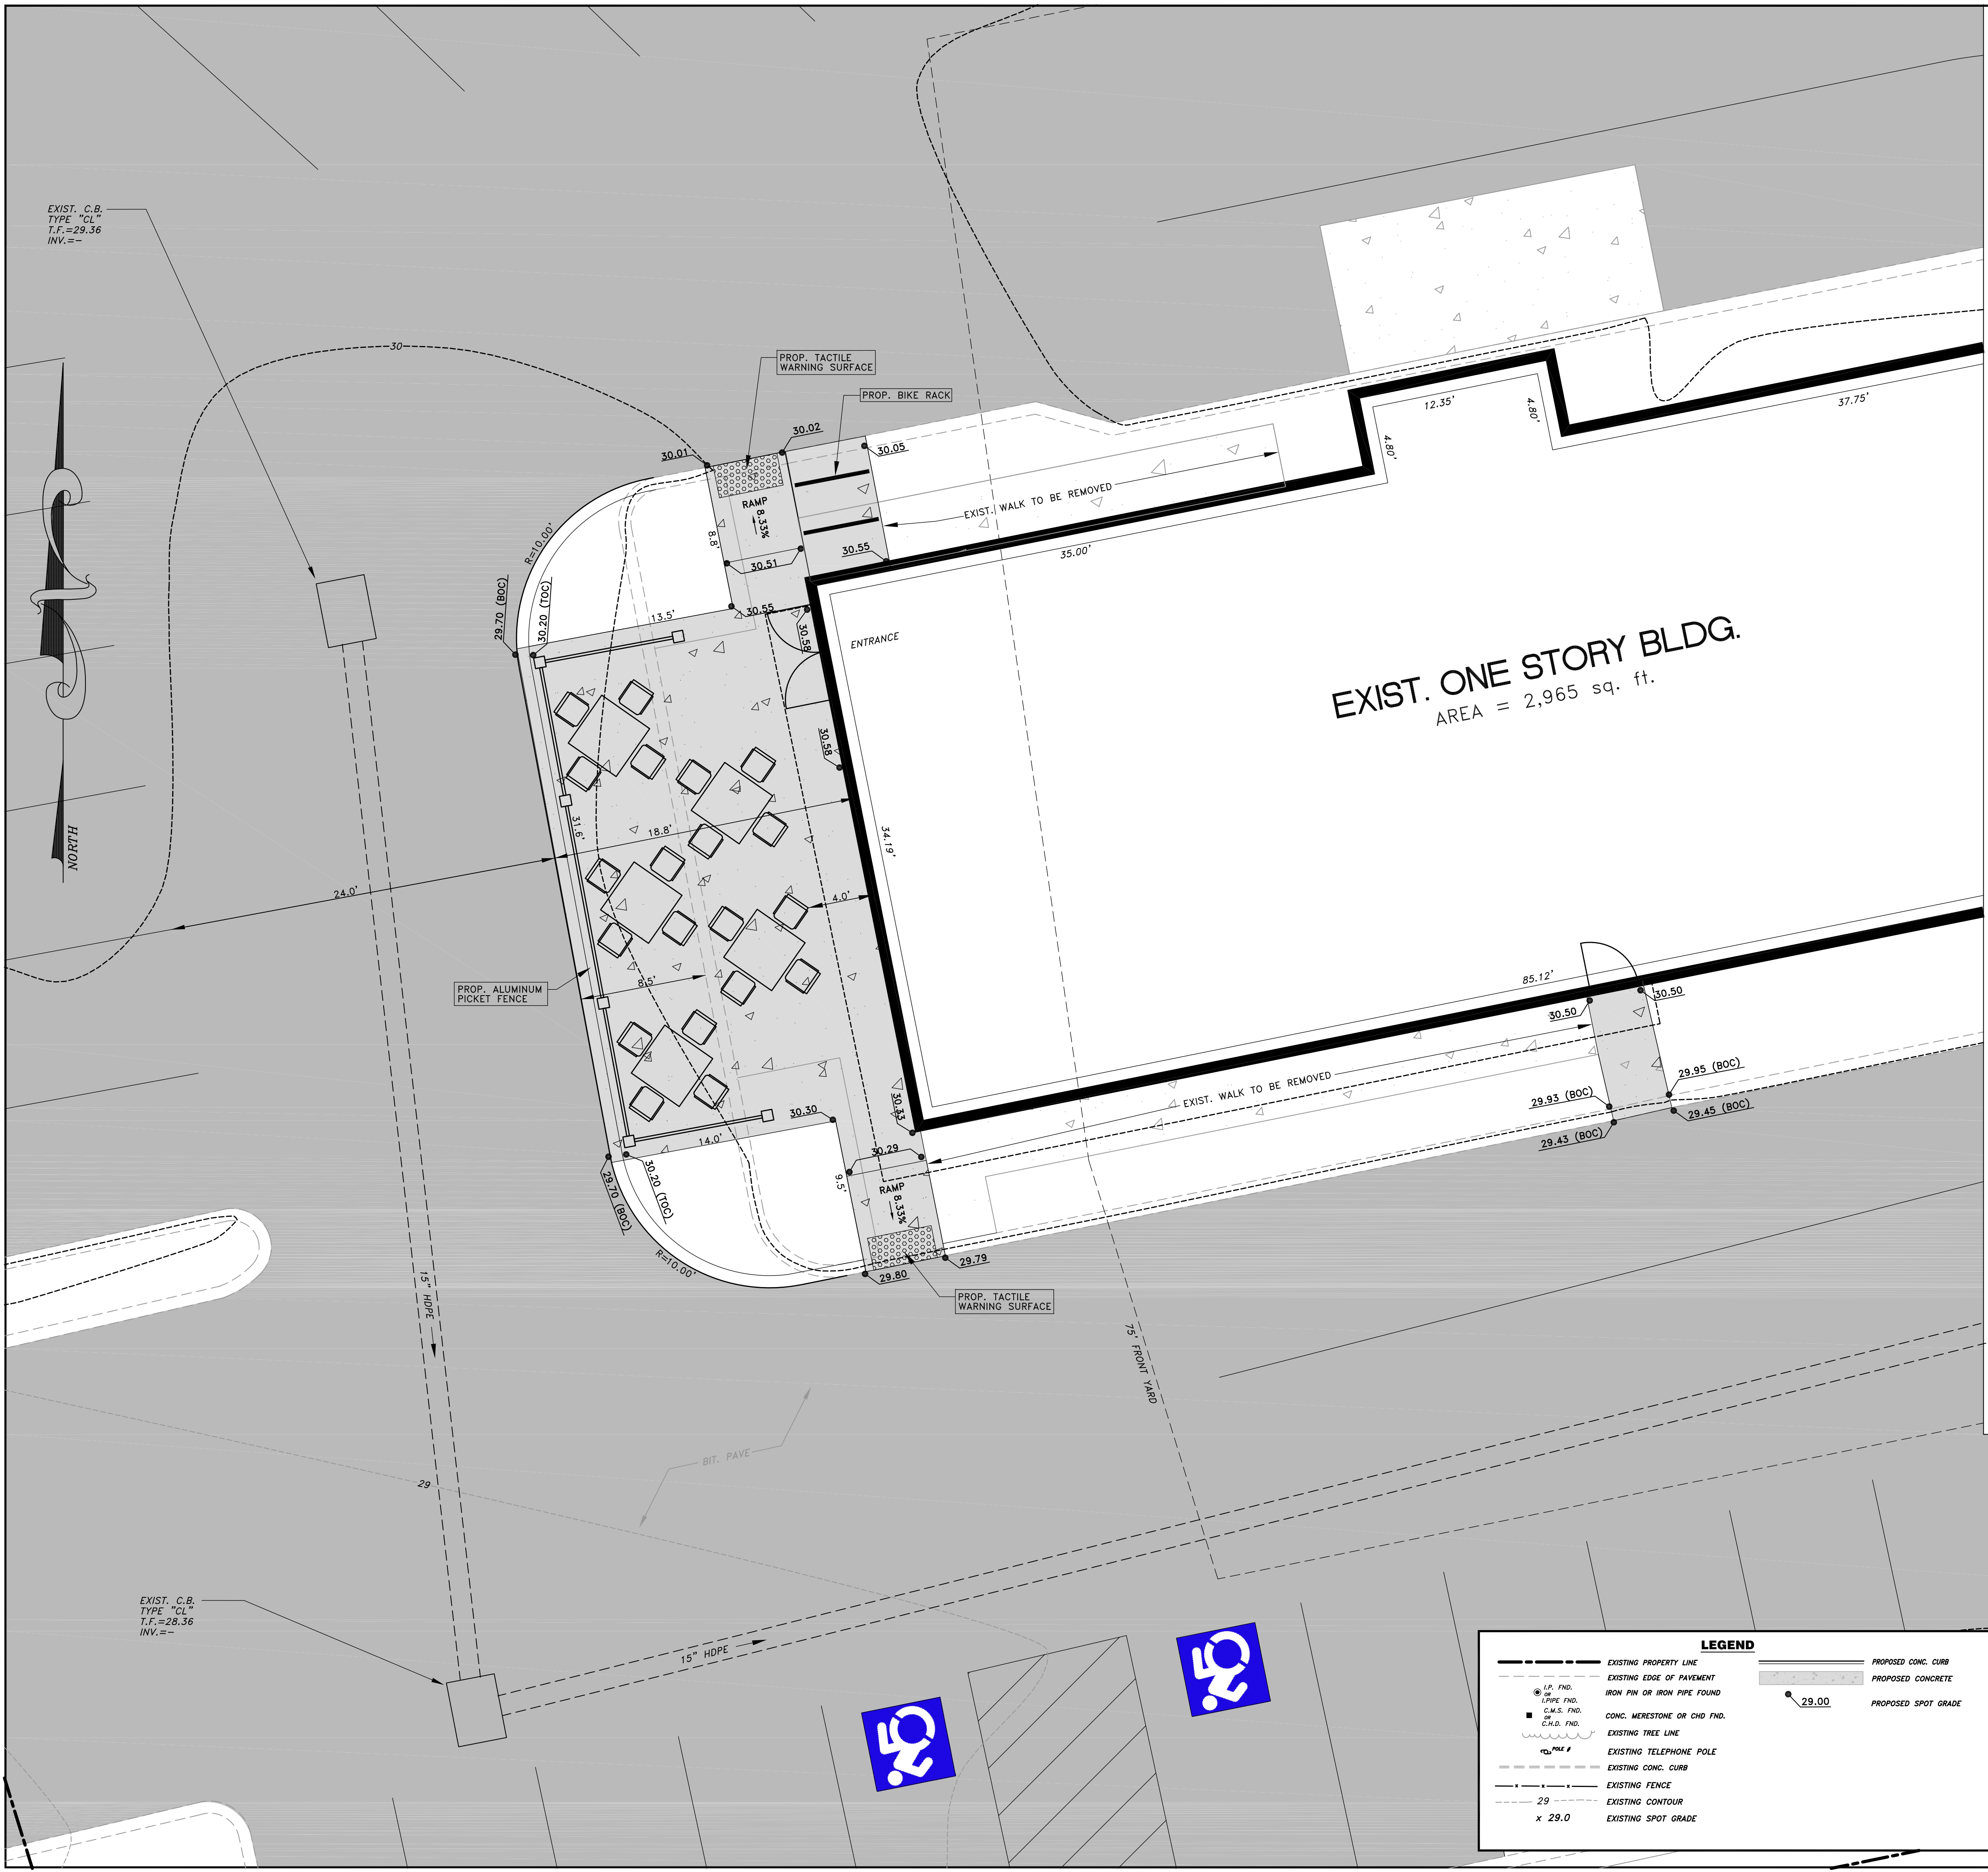 EXIST. C.B.
TYPE "CL"
T.F.=29.36
INV.=-
30
PROP. TACTILE
WARNING SURFACE
PROP. BIKE RACK
30.01
30.02
30.05
RAMP
8.33%
8.8'
30.51
30.55
EXIST. WALK TO BE REMOVED
12.35'
4.80'
4.80'
37.75'
35.00'
R=10.00'
29.70 (BOC)
30.20 (TOC)
13.5'
30.55
30.58
ENTRANCE
EXIST. ONE STORY BLDG.
AREA = 2,965 sq. ft.
30.58
31.6'
18.8'
34.19'
NORTH
24.0'
4.0'
PROP. ALUMINUM
PICKET FENCE
8.5'
85.12'
30.50
30.50
EXIST. WALK TO BE REMOVED
29.95 (BOC)
29.93 (BOC)
29.45 (BOC)
29.43 (BOC)
30.30
30.33
14.0'
30.29
9.5'
RAMP
8.33%
30.20 (TOC)
29.70 (BOC)
R=10.00'
29.80
29.79
PROP. TACTILE
WARNING SURFACE
15" HDPE
75' FRONT YARD
BIT. PAVE
29
EXIST. C.B.
TYPE "CL"
T.F.=28.36
INV.=-
15" HDPE
LEGEND
EXISTING PROPERTY LINE
EXISTING EDGE OF PAVEMENT
I.P. FND.
OR
I.PIPE FND.
IRON PIN OR IRON PIPE FOUND
C.M.S. FND.
OR
C.H.D. FND.
CONC. MERESTONE OR CHD FND.
EXISTING TREE LINE
POLE #
EXISTING TELEPHONE POLE
EXISTING CONC. CURB
x x x x
EXISTING FENCE
29
EXISTING CONTOUR
x 29.0
EXISTING SPOT GRADE
PROPOSED CONC. CURB
PROPOSED CONCRETE
29.00
PROPOSED SPOT GRADE